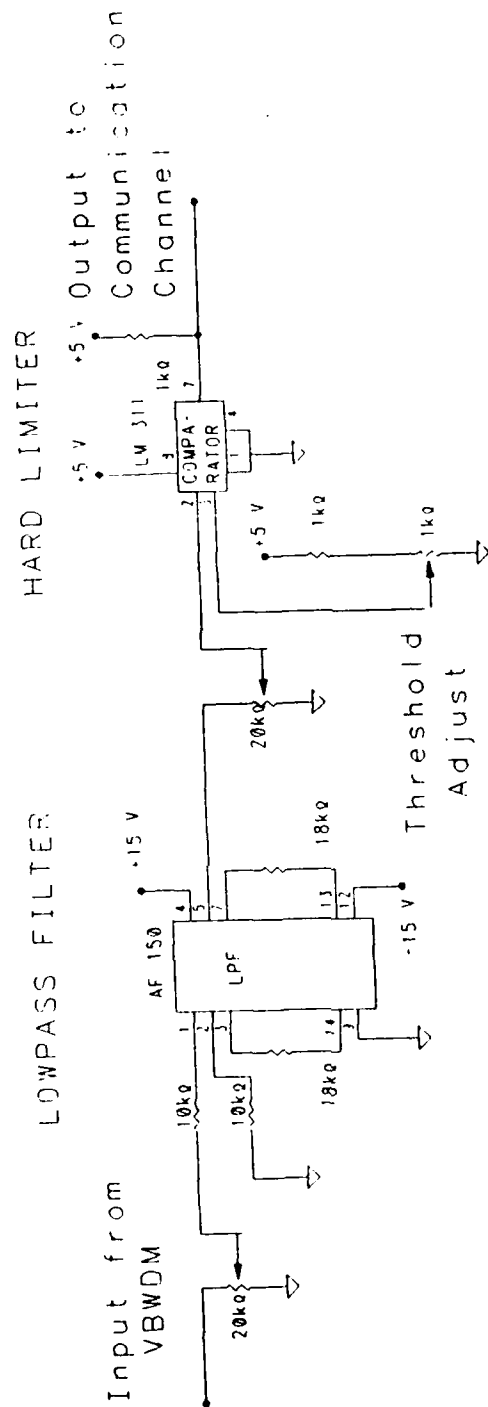 LOWPASS FILTER
HARD LIMITER
Input from
VBWDM
20kΩ
10kΩ
10kΩ
18kΩ
AF 150
LPF
1
2
3
14
4
5
7
13
12
+15 V
-15 V
18kΩ
20kΩ
+5 V
LM 311
COMPA-
RATOR
2
3
1
4
7
1kΩ
+5 V
Output to
Communication
Channel
+5 V
1kΩ
1kΩ
Threshold
Adjust